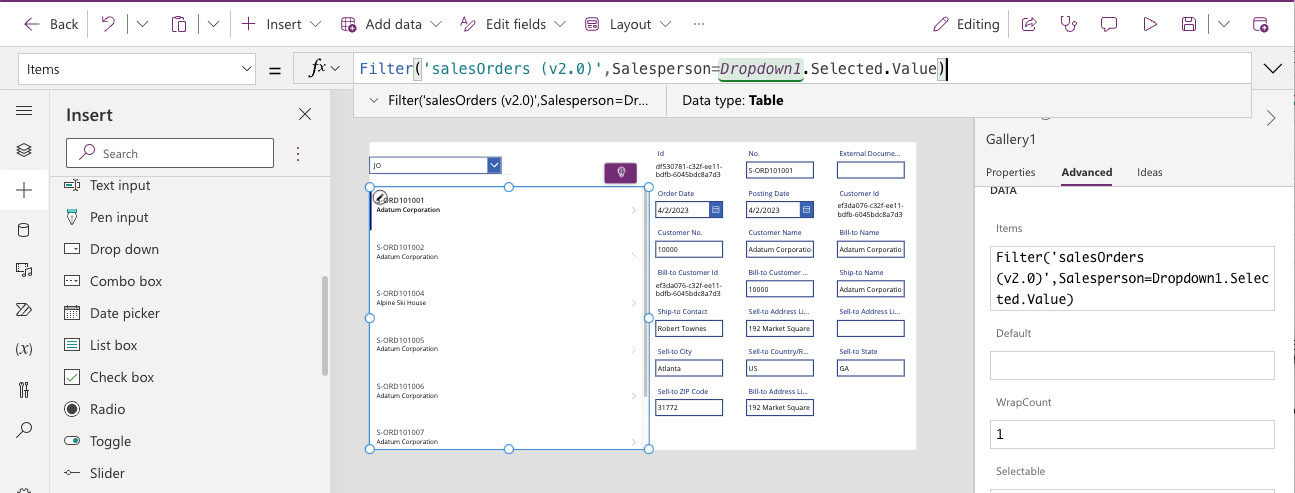 Back
Insert
Add data
Edit fields
Layout
...
Editing
Items
=
fx
Filter('salesOrders (v2.0)',Salesperson=Dropdown1.Selected.Value)
Filter('salesOrders (v2.0)',Salesperson=Dr...
Data type: Table
Insert
Search
Text input
Pen input
Drop down
Combo box
Date picker
List box
Check box
Radio
Toggle
Slider
(x)
JO
S-ORD101001
Adatum Corporation
S-ORD101002
Adatum Corporation
S-ORD101004
Alpine Ski House
S-ORD101005
Adatum Corporation
S-ORD101006
Adatum Corporation
S-ORD101007
Adatum Corporation
Id
No.
External Docume...
df530781-c32f-ee11-
bdfb-6045bdc8a7d3
S-ORD101001
Order Date
Posting Date
Customer Id
4/2/2023
4/2/2023
ef3da076-c32f-ee11-
bdfb-6045bdc8a7d3
Customer No.
Customer Name
Bill-to Name
10000
Adatum Corporatio
Adatum Corporatio
Bill-to Customer Id
Bill-to Customer ...
Ship-to Name
ef3da076-c32f-ee11-
bdfb-6045bdc8a7d3
10000
Adatum Corporatio
Ship-to Contact
Sell-to Address Li...
Sell-to Address Li...
Robert Townes
192 Market Square
Sell-to City
Sell-to Country/R...
Sell-to State
Atlanta
US
GA
Sell-to ZIP Code
Bill-to Address Li...
31772
192 Market Square
Gallery1
Properties
Advanced
Ideas
DATA
Items
Filter('salesOrders
(v2.0)',Salesperson=Dropdown1.Selec
ted.Value)
Default
WrapCount
1
Selectable